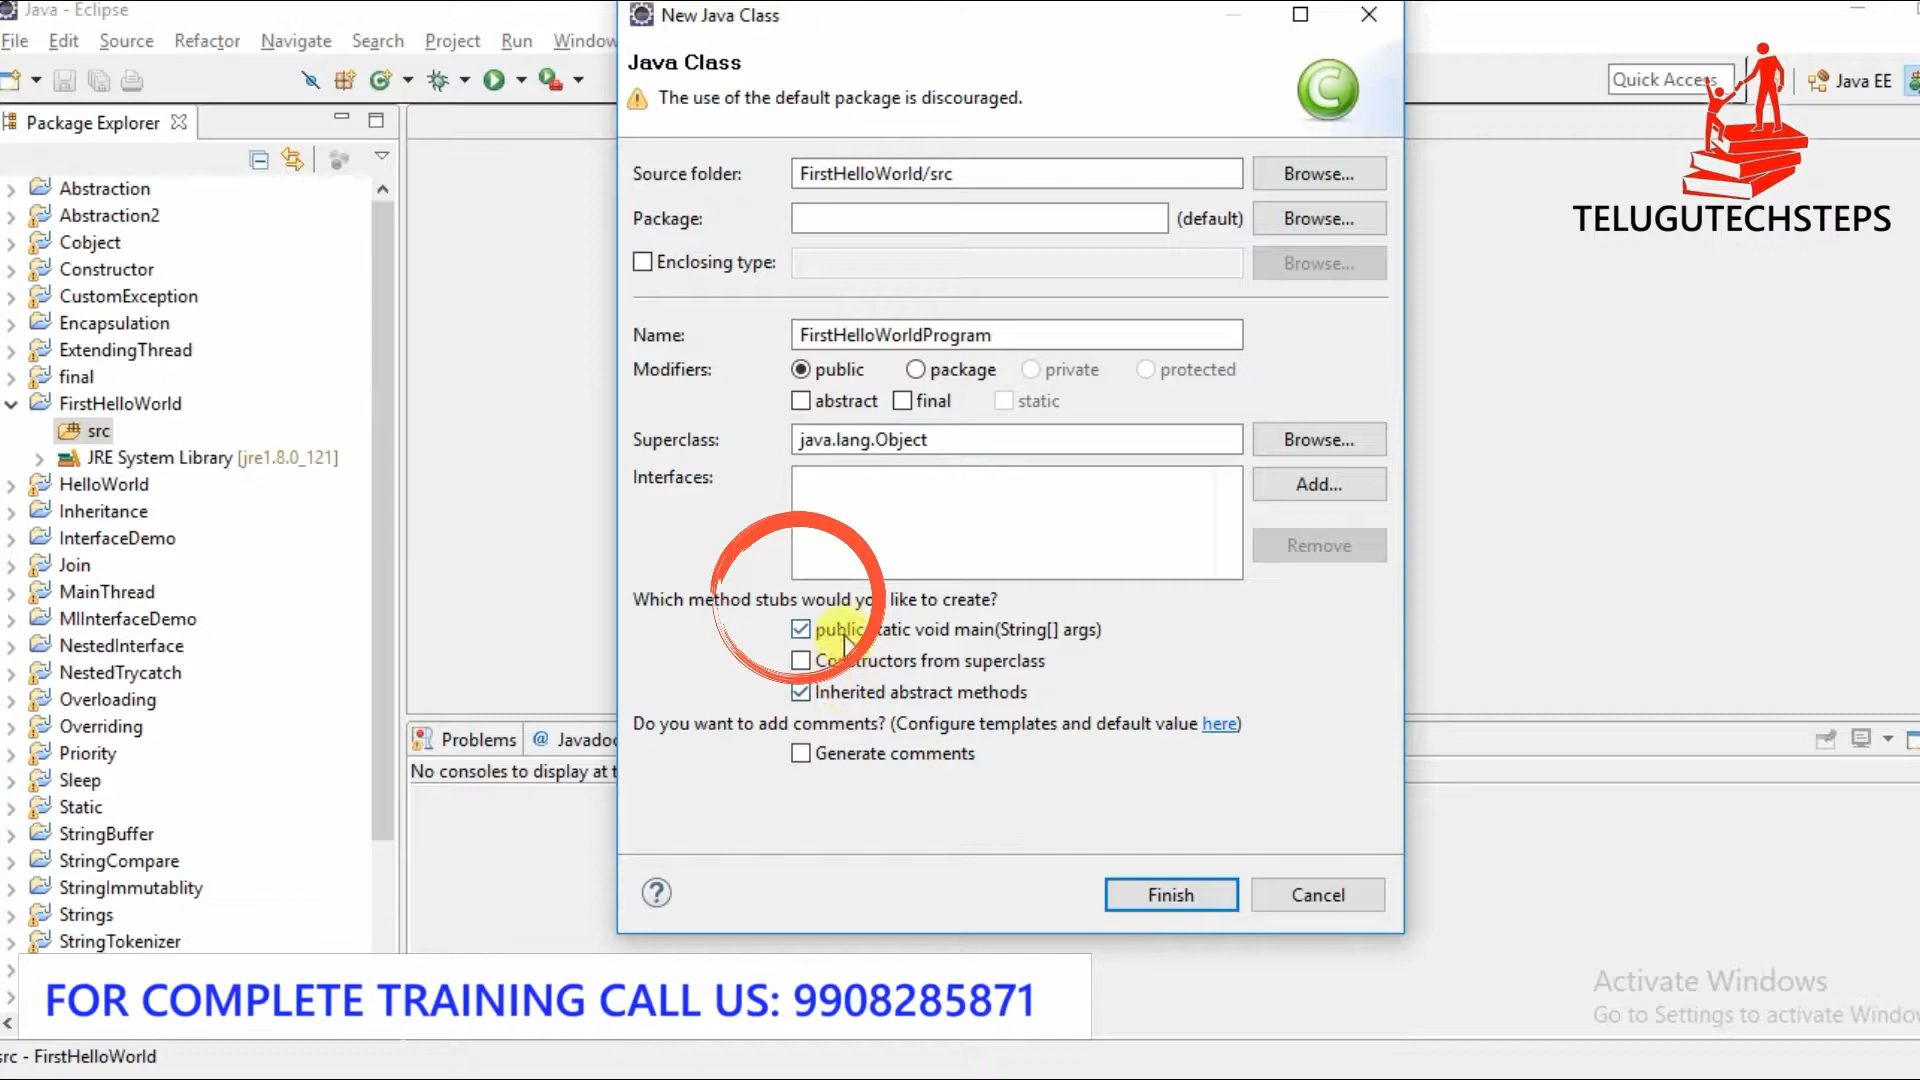 Java - Eclipse
File Edit Source Refactor Navigate Search Project Run Window
Quick Access
Java EE
Package Explorer
Abstraction
Abstraction2
Cobject
Constructor
CustomException
Encapsulation
ExtendingThread
final
FirstHelloWorld
src
JRE System Library [jre1.8.0_121]
HelloWorld
Inheritance
InterfaceDemo
Join
MainThread
MIInterfaceDemo
NestedInterface
NestedTrycatch
Overloading
Overriding
Priority
Sleep
Static
StringBuffer
StringCompare
StringImmutablity
Strings
StringTokenizer
New Java Class
Java Class
The use of the default package is discouraged.
Source folder: FirstHelloWorld/src Browse...
Package: (default) Browse...
Enclosing type: Browse...
Name: FirstHelloWorldProgram
Modifiers: public package private protected
abstract final static
Superclass: java.lang.Object Browse...
Interfaces: Add...
Remove
Which method stubs would you like to create?
public static void main(String[] args)
Constructors from superclass
Inherited abstract methods
Do you want to add comments? (Configure templates and default value here)
Generate comments
Finish Cancel
Problems @
No consoles to display at
TELUGUTECHSTEPS
FOR COMPLETE TRAINING CALL US: 9908285871
Activate Windows
Go to Settings to activate
src - FirstHelloWorld